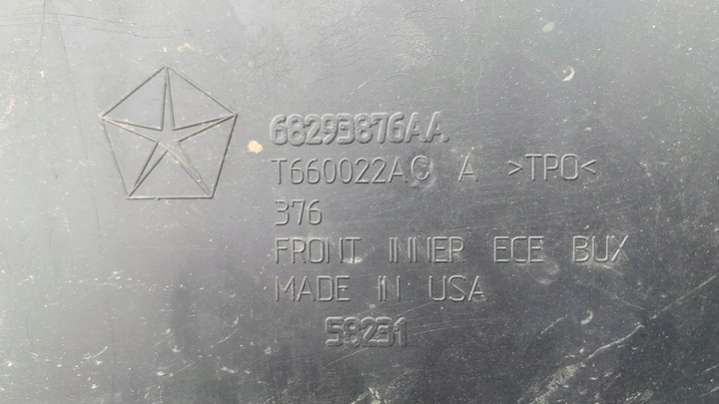 68293876AA
T660022AC A >TPO<
376
FRONT INNER ECE BUX
MADE IN USA
58231